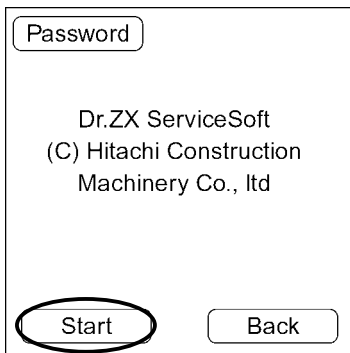 Password
Dr.ZX ServiceSoft
(C) Hitachi Construction
Machinery Co., ltd
Start
Back